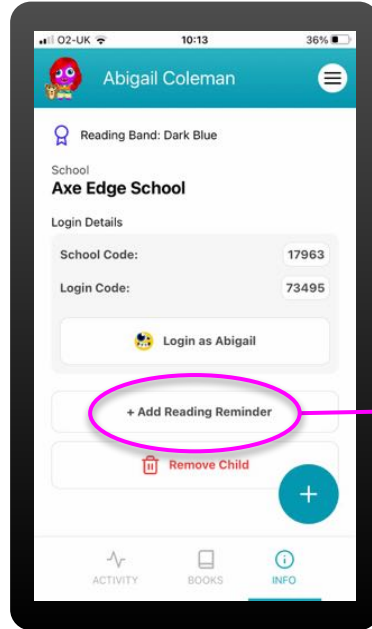 O2-UK 10:13 36%
Abigail Coleman
Reading Band: Dark Blue
School
Axe Edge School
Login Details
School Code: 17963
Login Code: 73495
Login as Abigail
+ Add Reading Reminder
Remove Child
+
ACTIVITY BOOKS INFO